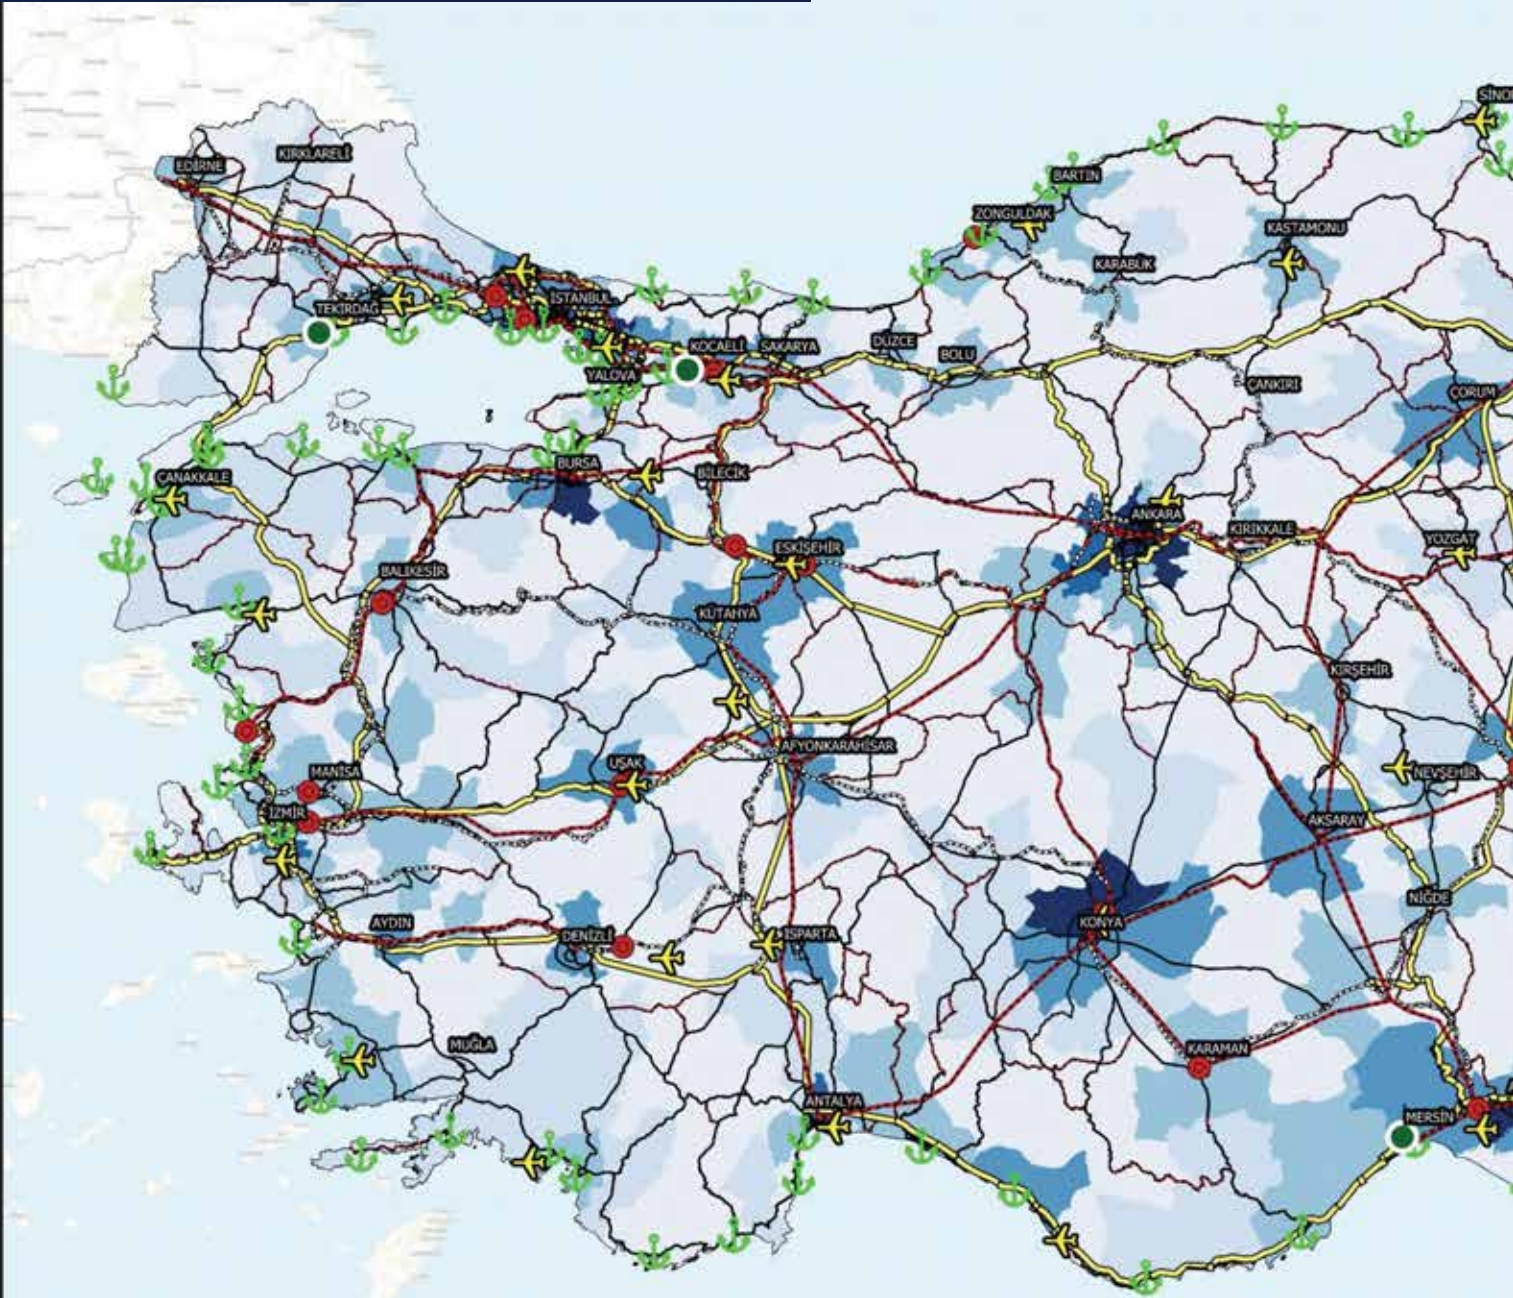 SİNO
EDİRNE
KIRKLARELİ
BARTIN
ZONGULDAK
KASTAMONU
KARABÜK
İSTANBUL
TEKİRDAĞ
KOCAELİ
SAKARYA
DÜZCE
BOLU
YALOVA
ÇANKIRI
ÇORUM
BURSA
BİLECİK
ÇANAKKALE
ANKARA
KIRIKKALE
YOZGAT
ESKİŞEHİR
BALIKESİR
KÜTAHYA
KIRŞEHİR
AFYONKARAHİSAR
UŞAK
MANİSA
NEVŞEHİR
İZMİR
AKSARAY
NİĞDE
AYDIN
KONYA
DENİZLİ
ISPARTA
MUĞLA
KARAMAN
ANTALYA
MERSİN